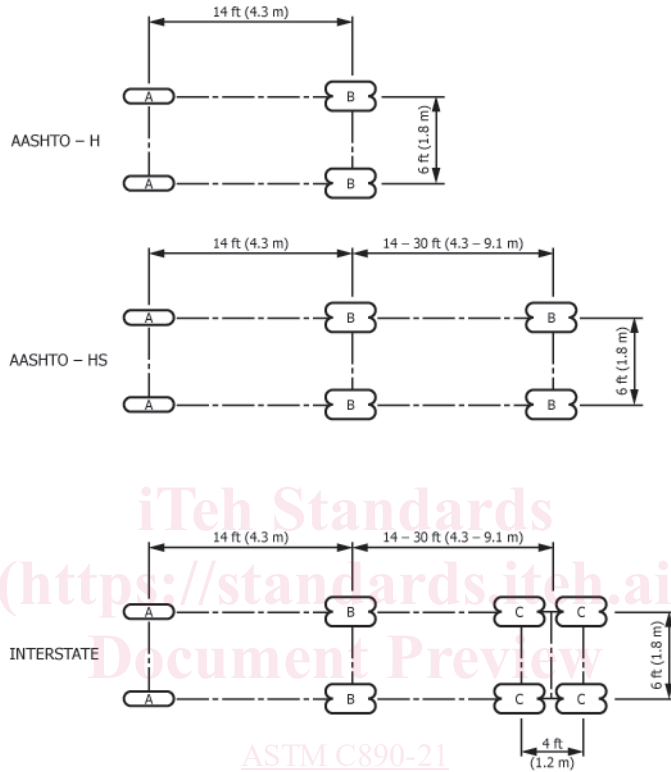 14 ft (4.3 m)
A
B
AASHTO – H
6 ft (1.8 m)
A
B
14 ft (4.3 m)
14 – 30 ft (4.3 – 9.1 m)
A
B
B
AASHTO – HS
6 ft (1.8 m)
A
B
B
iTeh Standards
14 ft (4.3 m)
14 – 30 ft (4.3 – 9.1 m)
(https://standards.iteh.ai
A
B
C
C
INTERSTATE
Document Preview
6 ft (1.8 m)
A
B
C
C
4 ft
(1.2 m)
ASTM C890-21